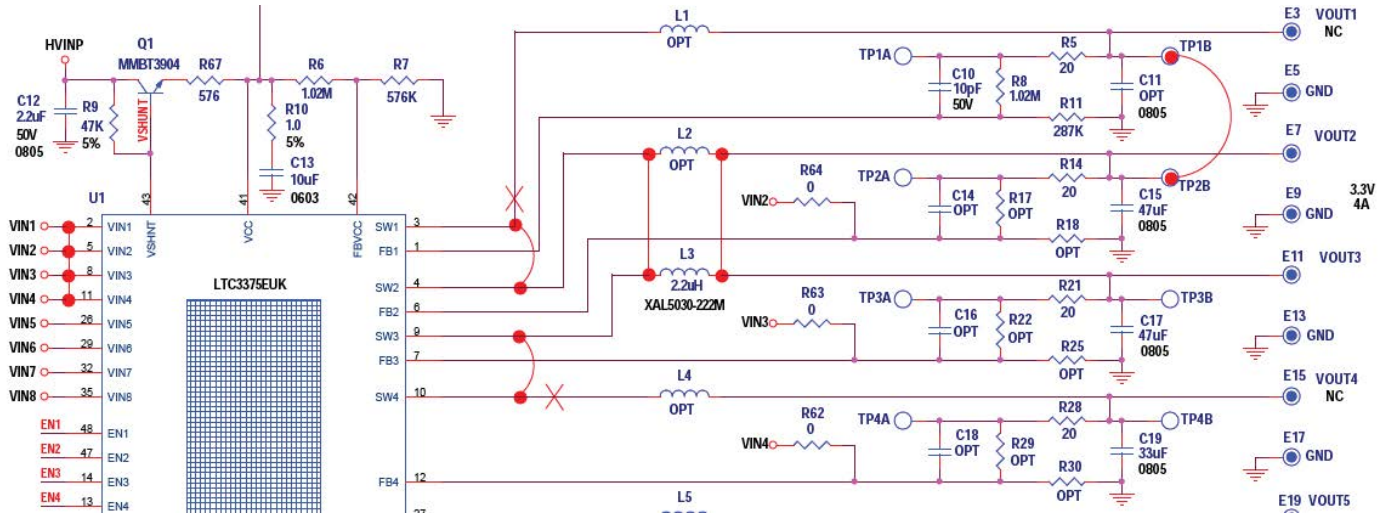 HVINP
Q1
MMBT3904
R67
576
R6
1.02M
R7
576K
C12
2.2uF
50V
0805
R9
47K
5%
VSHUNT
R10
1.0
5%
C13
10uF
0603
43
41
42
U1
VSHNT
VCC
FBVCC
LTC3375EUK
VIN1
2
VIN1
VIN2
5
VIN2
VIN3
8
VIN3
VIN4
11
VIN4
VIN5
26
VIN5
VIN6
29
VIN6
VIN7
32
VIN7
VIN8
35
VIN8
EN1
48
EN1
EN2
47
EN2
EN3
14
EN3
EN4
13
EN4
SW1
3
FB1
1
SW2
4
FB2
6
SW3
9
FB3
7
SW4
10
FB4
12
27
L1
OPT
TP1A
C10
10pF
50V
R8
1.02M
R5
20
R11
287K
C11
OPT
0805
TP1B
E3 VOUT1
NC
E5
GND
L2
OPT
R64
0
VIN2
TP2A
C14
OPT
R17
OPT
R14
20
R18
OPT
C15
47uF
0805
TP2B
E7 VOUT2
E9
GND
3.3V
4A
L3
2.2uH
XAL5030-222M
R63
0
VIN3
TP3A
C16
OPT
R22
OPT
R21
20
R25
OPT
C17
47uF
0805
TP3B
E11 VOUT3
E13
GND
L4
OPT
R62
0
VIN4
TP4A
C18
OPT
R29
OPT
R28
20
R30
OPT
C19
33uF
0805
TP4B
E15 VOUT4
NC
E17
GND
L5
E19 VOUT5